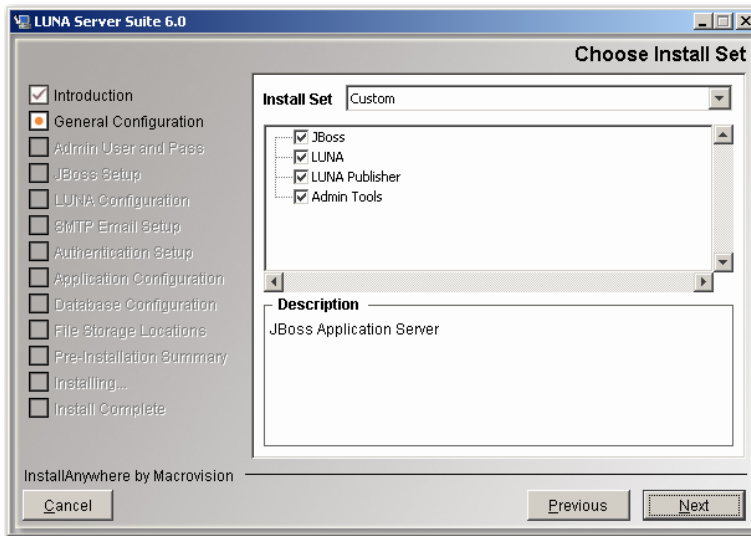 LUNA Server Suite 6.0
Choose Install Set
Introduction
General Configuration
Admin User and Pass
JBoss Setup
LUNA Configuration
SMTP Email Setup
Authentication Setup
Application Configuration
Database Configuration
File Storage Locations
Pre-Installation Summary
Installing...
Install Complete
Install Set Custom
JBoss
LUNA
LUNA Publisher
Admin Tools
Description
JBoss Application Server
InstallAnywhere by Macrovision
Cancel Previous Next